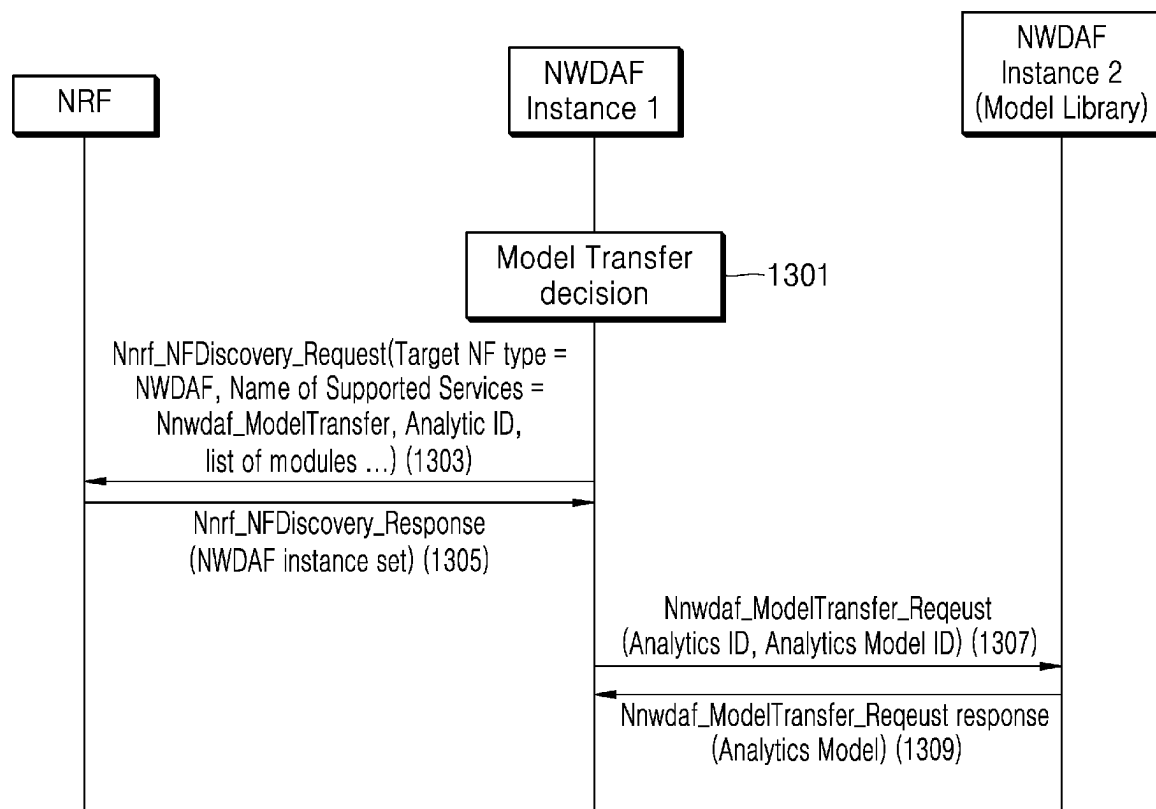 NRF
NWDAF
Instance 1
NWDAF
Instance 2
(Model Library)
Model Transfer
decision
1301
Nnrf_NFDiscovery_Request(Target NF type =
NWDAF, Name of Supported Services =
Nnwdaf_ModelTransfer, Analytic ID,
list of modules ...) (1303)
Nnrf_NFDiscovery_Response
(NWDAF instance set) (1305)
Nnwdaf_ModelTransfer_Reqeust
(Analytics ID, Analytics Model ID) (1307)
Nnwdaf_ModelTransfer_Reqeust response
(Analytics Model) (1309)